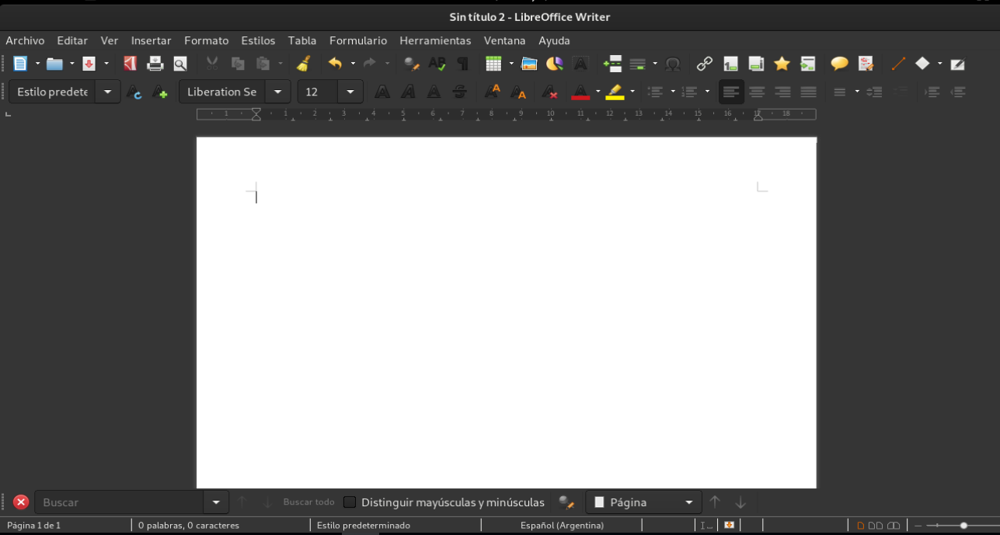 Sin título 2 - LibreOffice Writer
Archivo Editar Ver Insertar Formato Estilos Tabla Formulario Herramientas Ventana Ayuda
Estilo predete Liberation Se 12
1 1 2 3 4 5 6 7 8 9 10 11 12 13 14 15 16 17 18
Buscar Buscar todo Distinguir mayúsculas y minúsculas Página
Página 1 de 1 0 palabras, 0 caracteres Estilo predeterminado Español (Argentina)